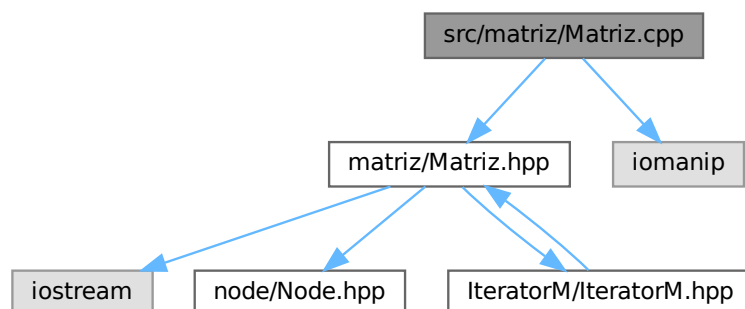 src/matriz/Matriz.cpp
matriz/Matriz.hpp
iomanip
iostream
node/Node.hpp
IteratorM/IteratorM.hpp